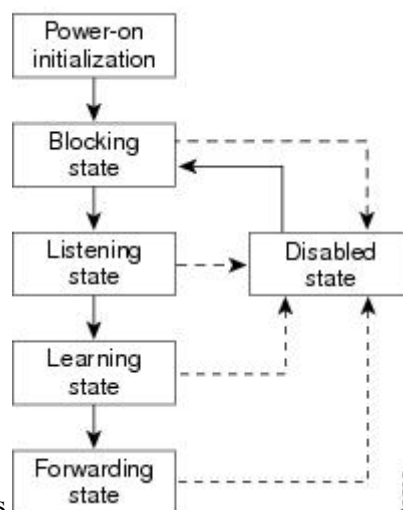 Power-on
initialization
Blocking
state
Listening
state
Disabled
state
Learning
state
Forwarding
state
s